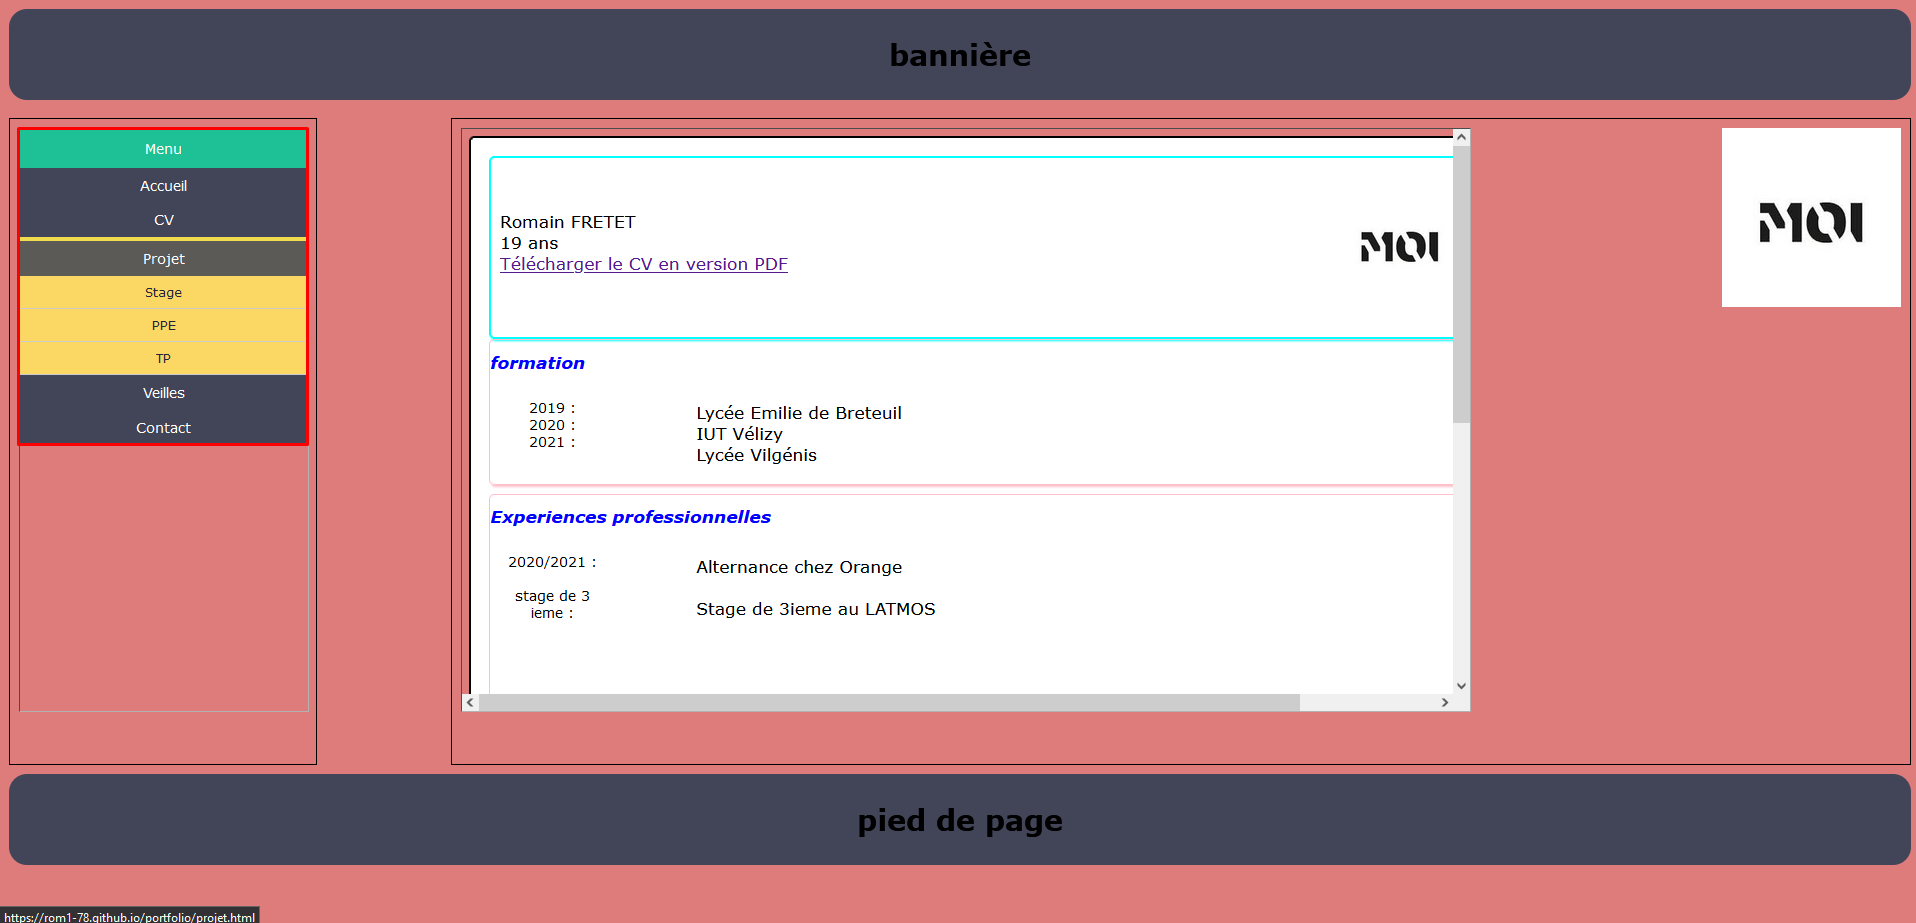 bannière
Menu
Accueil
CV
Projet
Stage
PPE
TP
Veilles
Contact
Romain FRETET
19 ans
Télécharger le CV en version PDF
MOI
formation
2019 :
2020 :
2021 :
Lycée Emilie de Breteuil
IUT Vélizy
Lycée Vilgénis
Experiences professionnelles
2020/2021 :
Alternance chez Orange
stage de 3
ieme :
Stage de 3ieme au LATMOS
MOI
pied de page
https://rom1-78.github.io/portfolio/projet.html